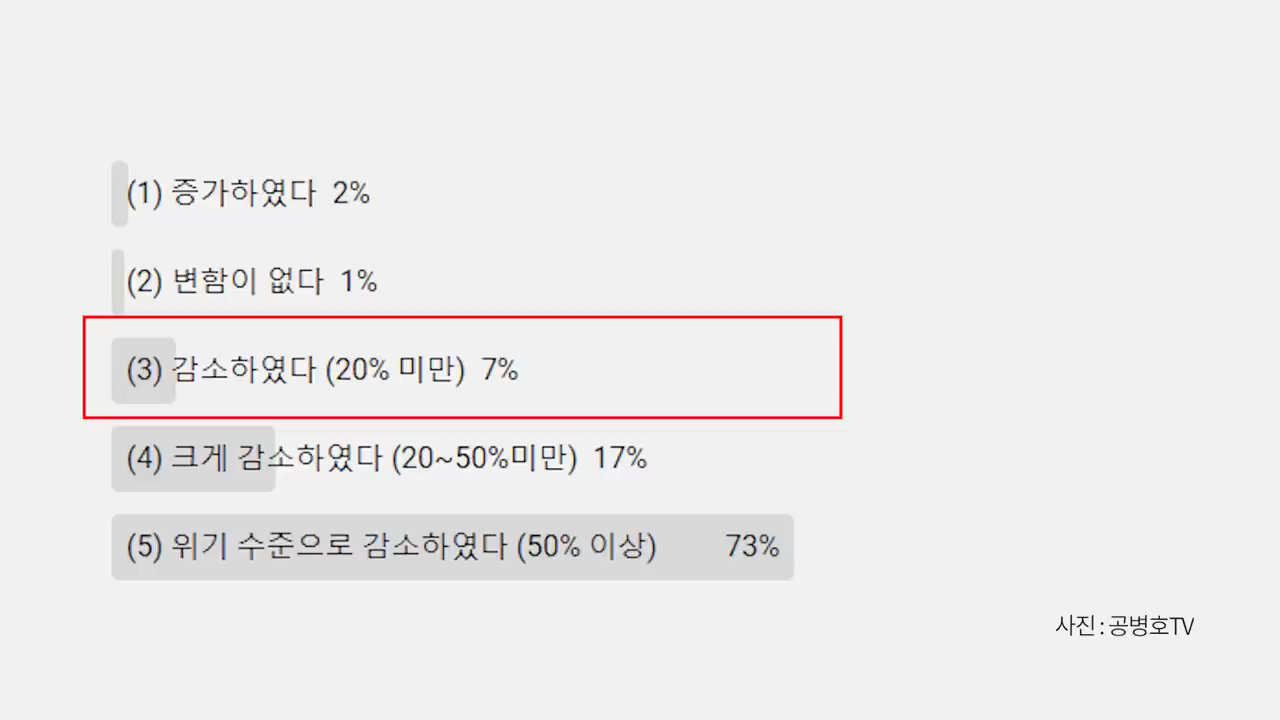 (1) 증가하였다 2%
(2) 변함이 없다 1%
(3) 감소하였다 (20% 미만) 7%
(4) 크게 감소하였다 (20~50%미만) 17%
(5) 위기 수준으로 감소하였다 (50% 이상) 73%
사진 : 공병호TV